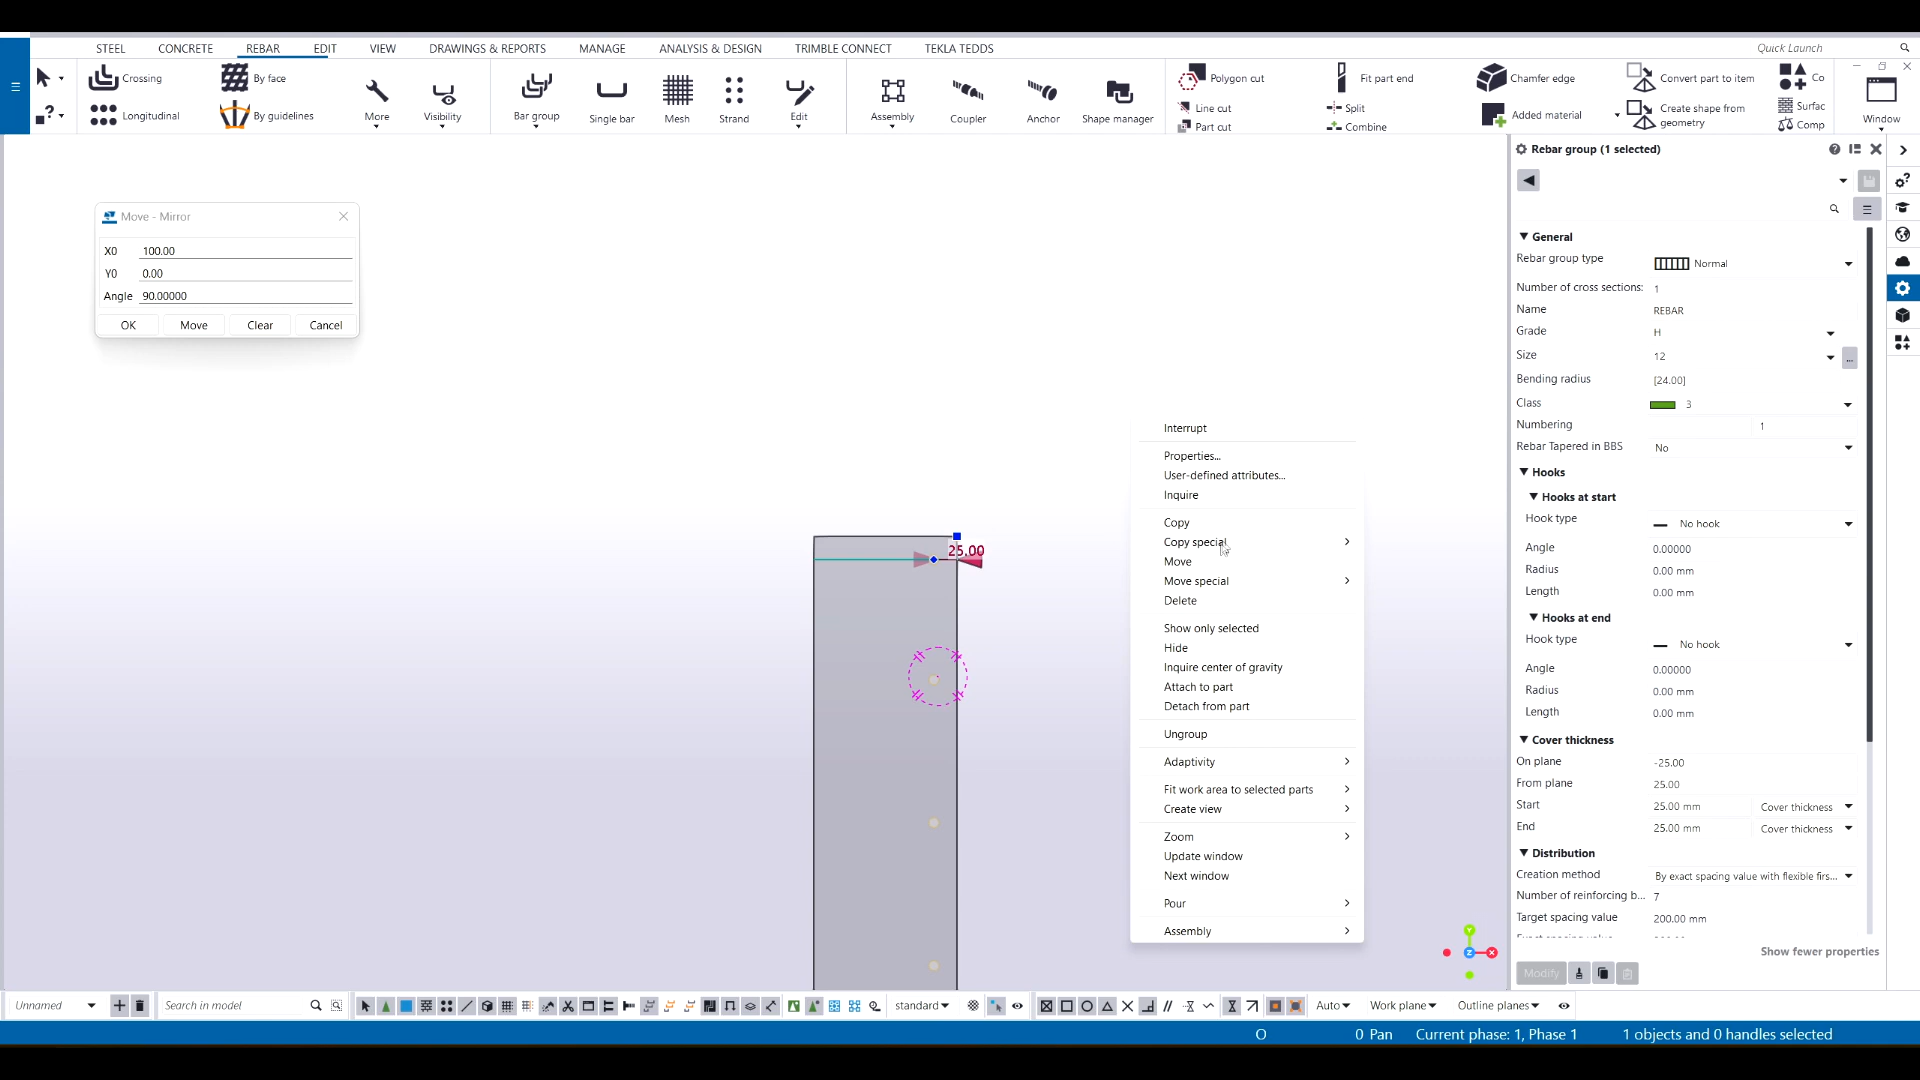 STEEL CONCRETE REBAR EDIT VIEW DRAWINGS & REPORTS MANAGE ANALYSIS & DESIGN TRIMBLE CONNECT TEKLA TEDDS Quick Launch
Crossing
Longitudinal
By face
By guidelines
More
Visibility
Bar group
Single bar
Mesh
Strand
Edit
Assembly
Coupler
Anchor
Shape manager
Polygon cut
Line cut
Part cut
Fit part end
Split
Combine
Chamfer edge
Added material
Convert part to item
Create shape from
geometry
Co
Surfac
Comp
Window
Move - Mirror
X0 100.00
Y0 0.00
Angle 90.00000
OK Move Clear Cancel
25.00
Interrupt
Properties...
User-defined attributes...
Inquire
Copy
Copy special
Move
Move special
Delete
Show only selected
Hide
Inquire center of gravity
Attach to part
Detach from part
Ungroup
Adaptivity
Fit work area to selected parts
Create view
Zoom
Update window
Next window
Pour
Assembly
Rebar group (1 selected)
General
Rebar group type Normal
Number of cross sections: 1
Name REBAR
Grade H
Size 12 ...
Bending radius [24.00]
Class 3
Numbering 1
Rebar Tapered in BBS No
Hooks
Hooks at start
Hook type No hook
Angle 0.00000
Radius 0.00 mm
Length 0.00 mm
Hooks at end
Hook type No hook
Angle 0.00000
Radius 0.00 mm
Length 0.00 mm
Cover thickness
On plane -25.00
From plane 25.00
Start 25.00 mm Cover thickness
End 25.00 mm Cover thickness
Distribution
Creation method By exact spacing value with flexible firs...
Number of reinforcing b... 7
Target spacing value 200.00 mm
Show fewer properties
Modify
Y
Z
X
Unnamed Search in model standard Auto Work plane Outline planes
O 0 Pan Current phase: 1, Phase 1 1 objects and 0 handles selected